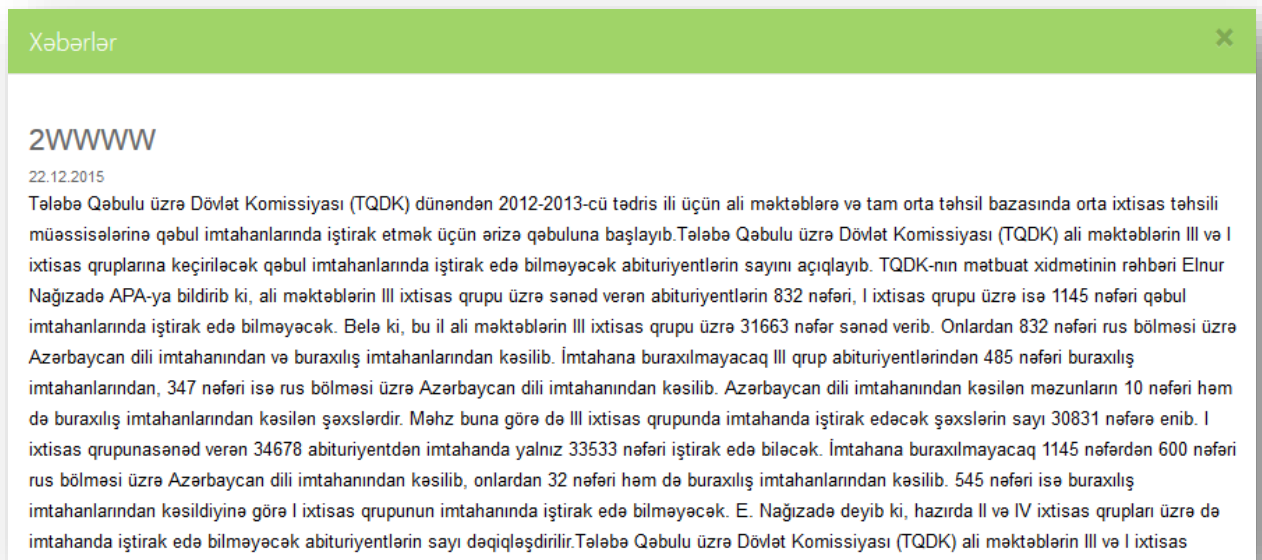 Xəbərlər
2WWWW
22.12.2015
Tələbə Qəbulu üzrə Dövlət Komissiyası (TQDK) dünəndən 2012-2013-cü tədris ili üçün ali məktəblərə və tam orta təhsil bazasında orta ixtisas təhsili
müəssisələrinə qəbul imtahanlarında iştirak etmək üçün ərizə qəbuluna başlayıb.Tələbə Qəbulu üzrə Dövlət Komissiyası (TQDK) ali məktəblərin III və I
ixtisas qruplarına keçiriləcək qəbul imtahanlarında iştirak edə bilməyəcək abituriyentlərin sayını açıqlayıb. TQDK-nın mətbuat xidmətinin rəhbəri Elnur
Nağızadə APA-ya bildirib ki, ali məktəblərin III ixtisas qrupu üzrə sənəd verən abituriyentlərin 832 nəfəri, I ixtisas qrupu üzrə isə 1145 nəfəri qəbul
imtahanlarında iştirak edə bilməyəcək. Belə ki, bu il ali məktəblərin III ixtisas qrupu üzrə 31663 nəfər sənəd verib. Onlardan 832 nəfəri rus bölməsi üzrə
Azərbaycan dili imtahanından və buraxılış imtahanlarından kəsilib. İmtahana buraxılmayacaq III qrup abituriyentlərindən 485 nəfəri buraxılış
imtahanlarından, 347 nəfəri isə rus bölməsi üzrə Azərbaycan dili imtahanından kəsilib. Azərbaycan dili imtahanından kəsilən məzunların 10 nəfəri həm
də buraxılış imtahanlarından kəsilən şəxslərdir. Məhz buna görə də III ixtisas qrupunda imtahanda iştirak edəcək şəxslərin sayı 30831 nəfərə enib. I
ixtisas qrupunasənəd verən 34678 abituriyentdən imtahanda yalnız 33533 nəfəri iştirak edə biləcək. İmtahana buraxılmayacaq 1145 nəfərdən 600 nəfəri
rus bölməsi üzrə Azərbaycan dili imtahanından kəsilib, onlardan 32 nəfəri həm də buraxılış imtahanlarından kəsilib. 545 nəfəri isə buraxılış
imtahanlarından kəsildiyinə görə I ixtisas qrupunun imtahanında iştirak edə bilməyəcək. E. Nağızadə deyib ki, hazırda II və IV ixtisas qrupları üzrə də
imtahanda iştirak edə bilməyəcək abituriyentlərin sayı dəqiqləşdirilir.Tələbə Qəbulu üzrə Dövlət Komissiyası (TQDK) ali məktəblərin III və I ixtisas